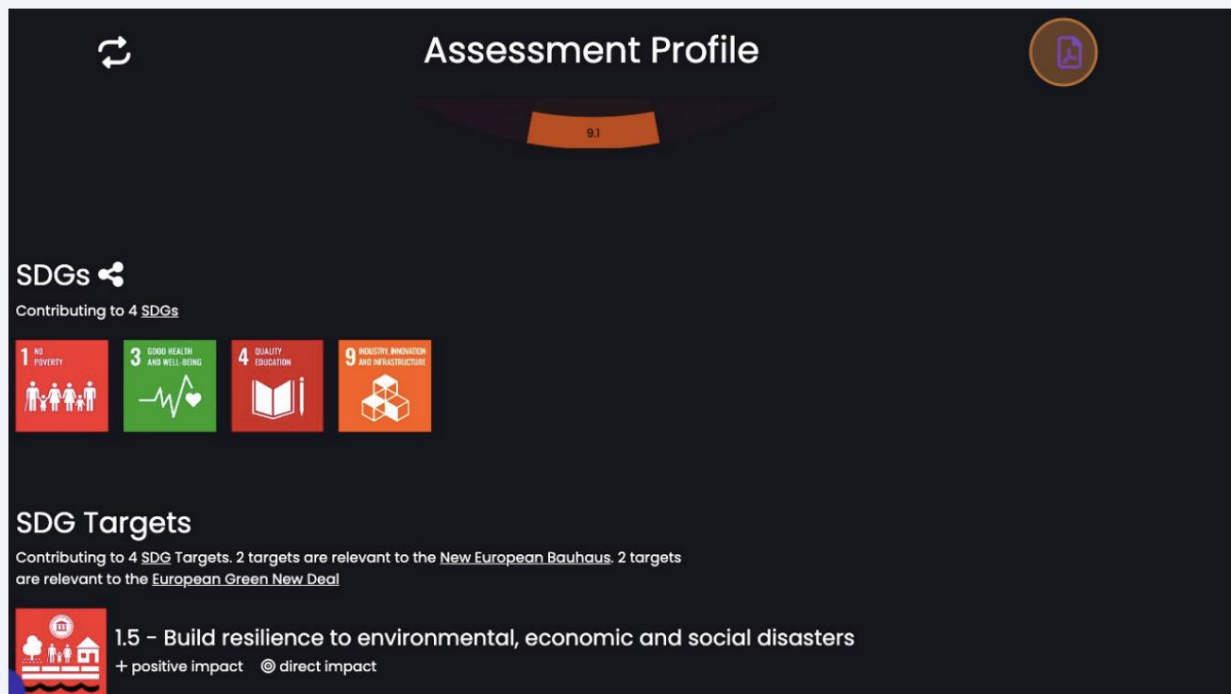 Assessment Profile
9.1
SDGs
Contributing to 4 SDGs
1 NO POVERTY
3 GOOD HEALTH AND WELL-BEING
4 QUALITY EDUCATION
9 INDUSTRY, INNOVATION AND INFRASTRUCTURE
SDG Targets
Contributing to 4 SDG Targets. 2 targets are relevant to the New European Bauhaus. 2 targets
are relevant to the European Green New Deal
1.5 - Build resilience to environmental, economic and social disasters
+ positive impact ◎ direct impact